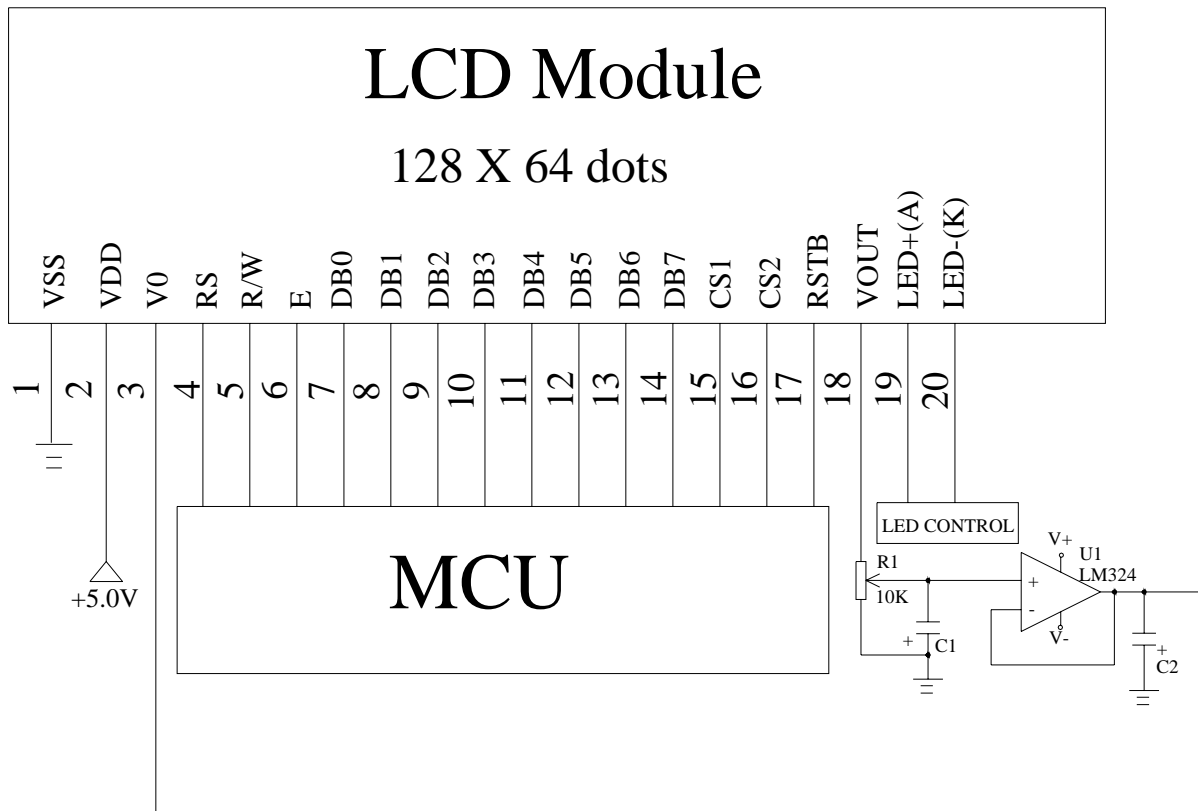 LCD Module
128 X 64 dots
VSS
VDD
V0
RS
R/W
E
DB0
DB1
DB2
DB3
DB4
DB5
DB6
DB7
CS1
CS2
RSTB
VOUT
LED+(A)
LED-(K)
1
2
3
4
5
6
7
8
9
10
11
12
13
14
15
16
17
18
19
20
LED CONTROL
MCU
+5.0V
R1
10K
+
C1
V+
U1
LM324
+
-
V-
+
C2